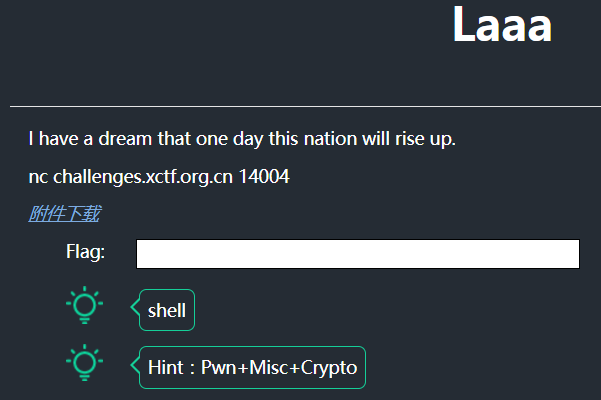 Laaa
I have a dream that one day this nation will rise up.
nc challenges.xctf.org.cn 14004
附件下载
Flag:
shell
Hint：Pwn+Misc+Crypto